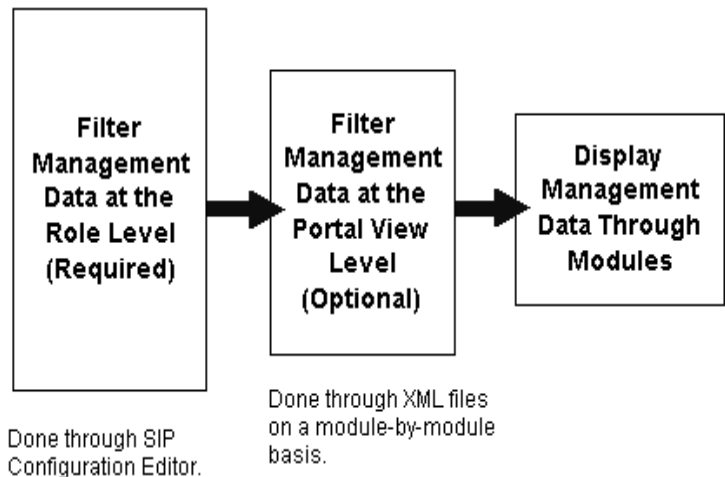 Filter
Management
Data at the
Role Level
(Required)
Filter
Management
Data at the
Portal View
Level
(Optional)
Display
Management
Data Through
Modules
Done through SIP
Configuration Editor.
Done through XML files
on a module-by-module
basis.